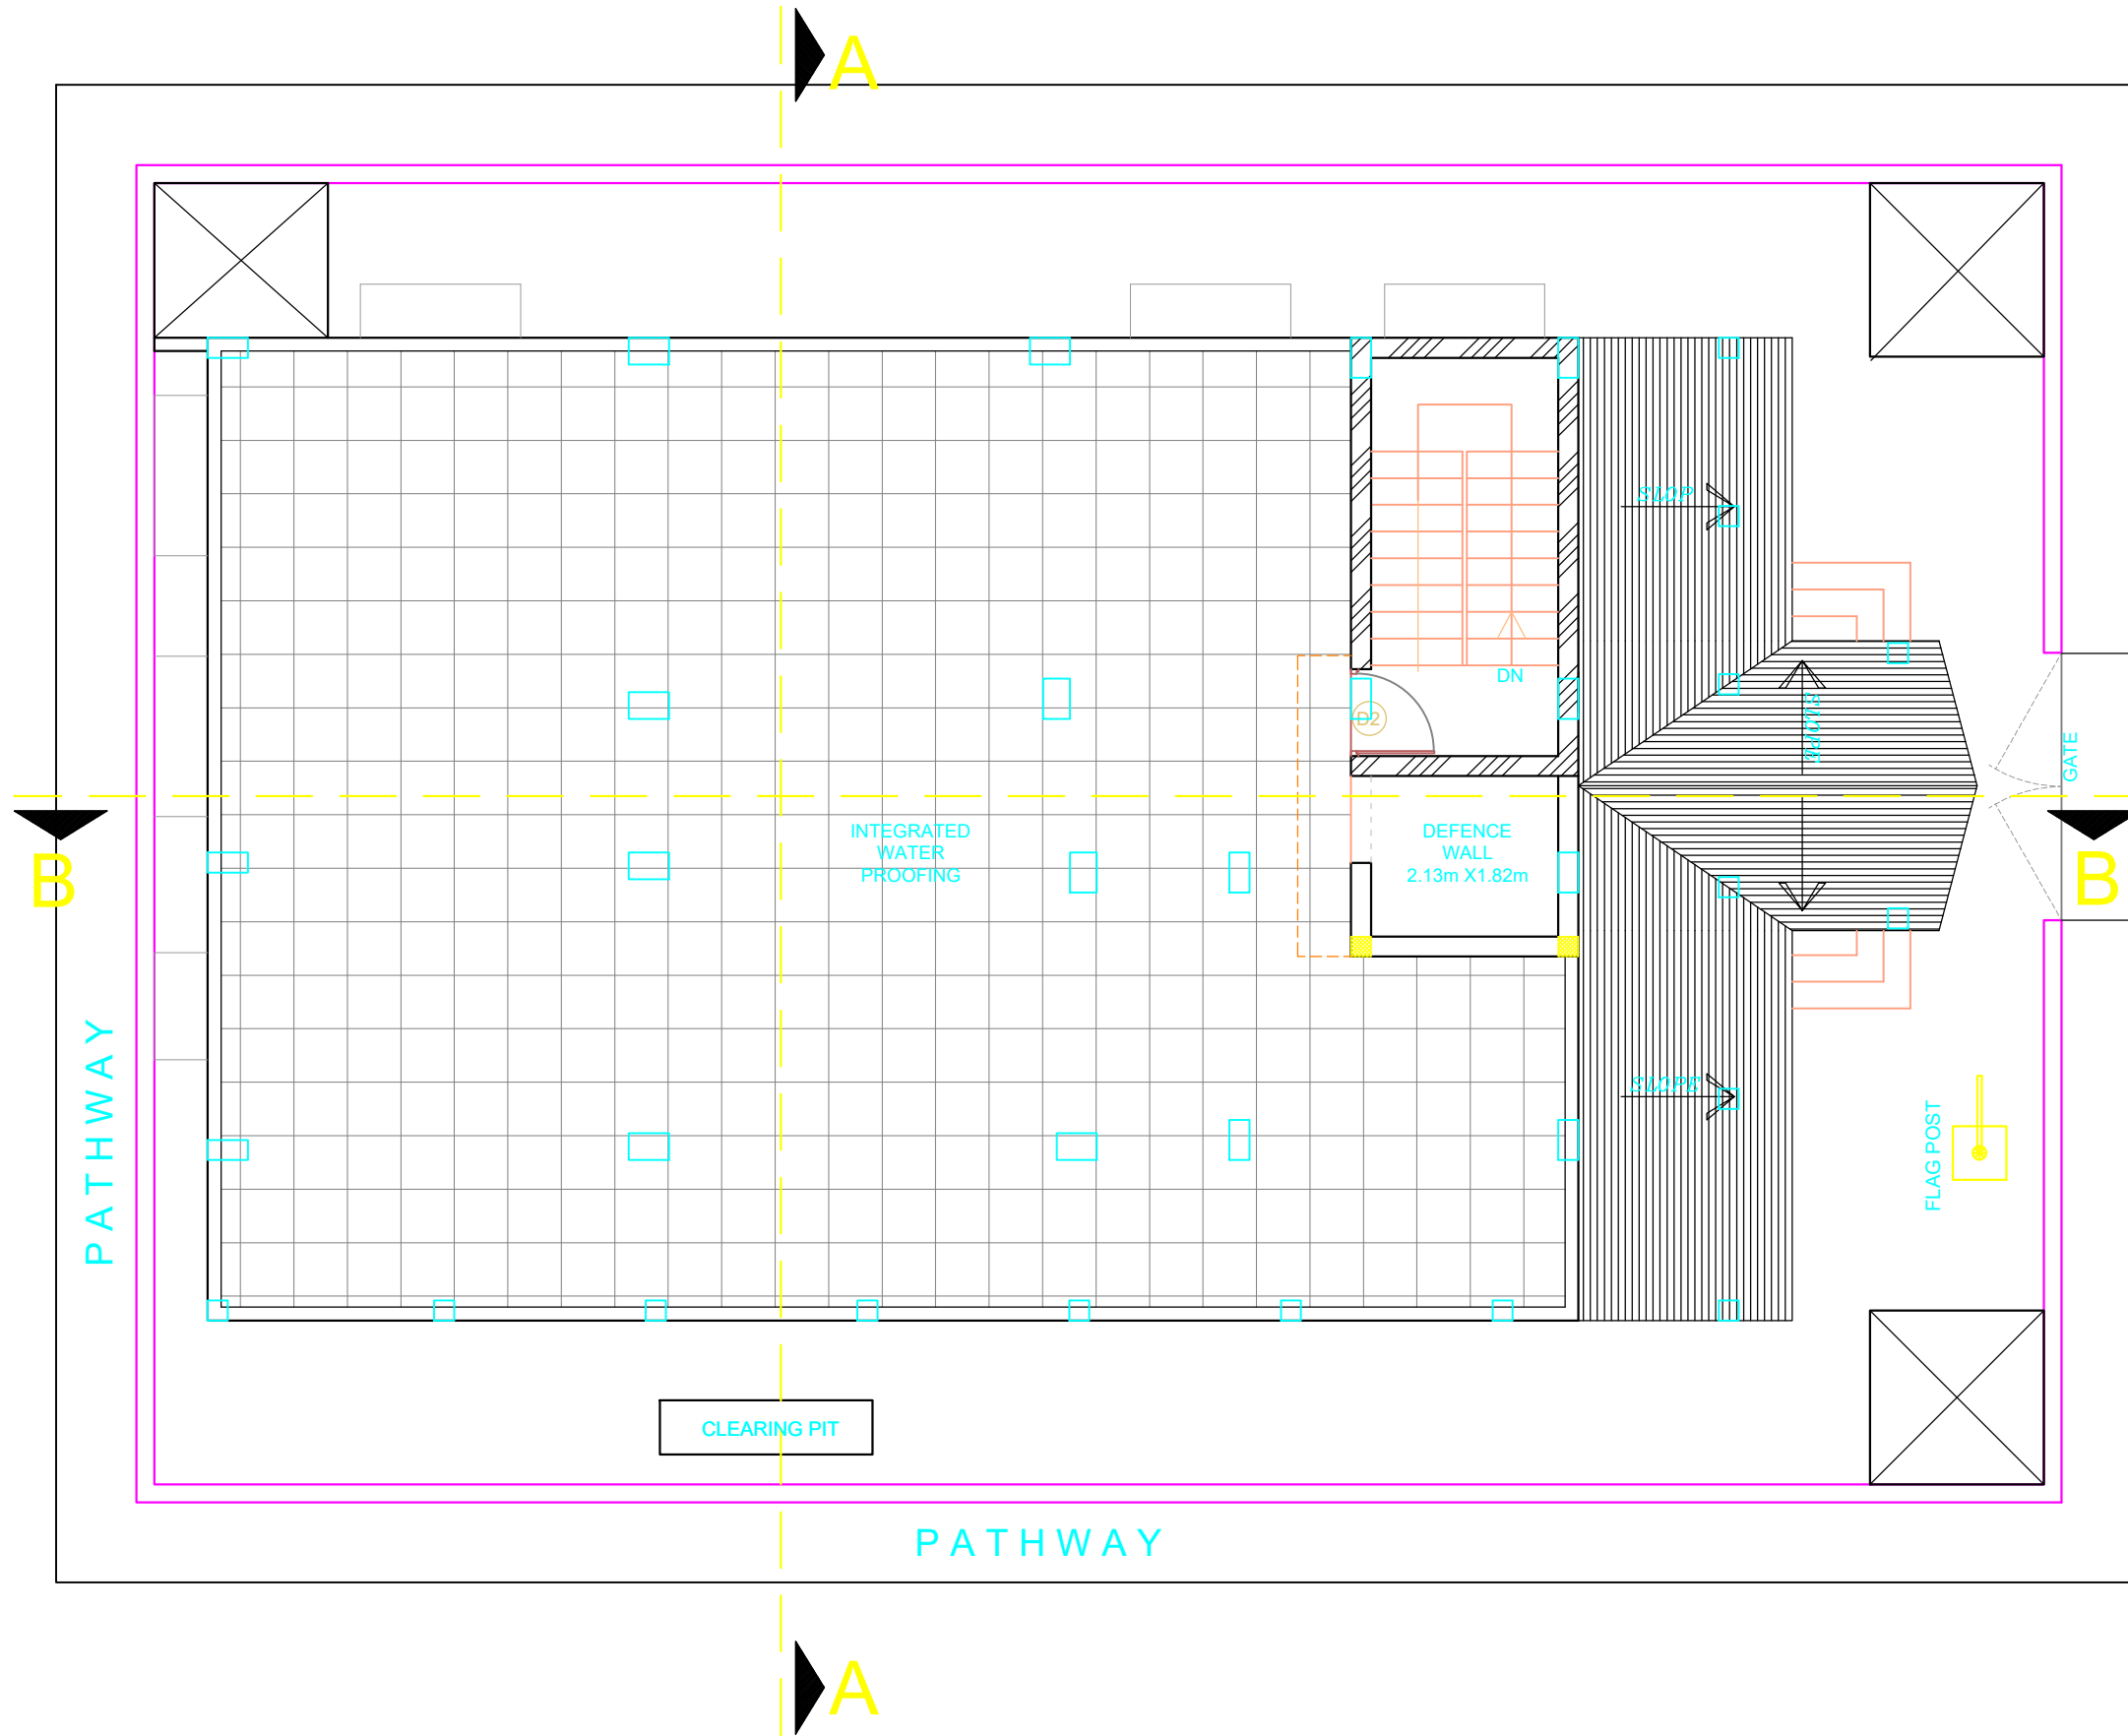 A
SLOP
DN
D2
SLOPE
GATE
INTEGRATED
WATER
PROOFING
DEFENCE
WALL
2.13m X1.82m
B
B
PATHWAY
SLOPE
FLAG POST
CLEARING PIT
PATHWAY
A